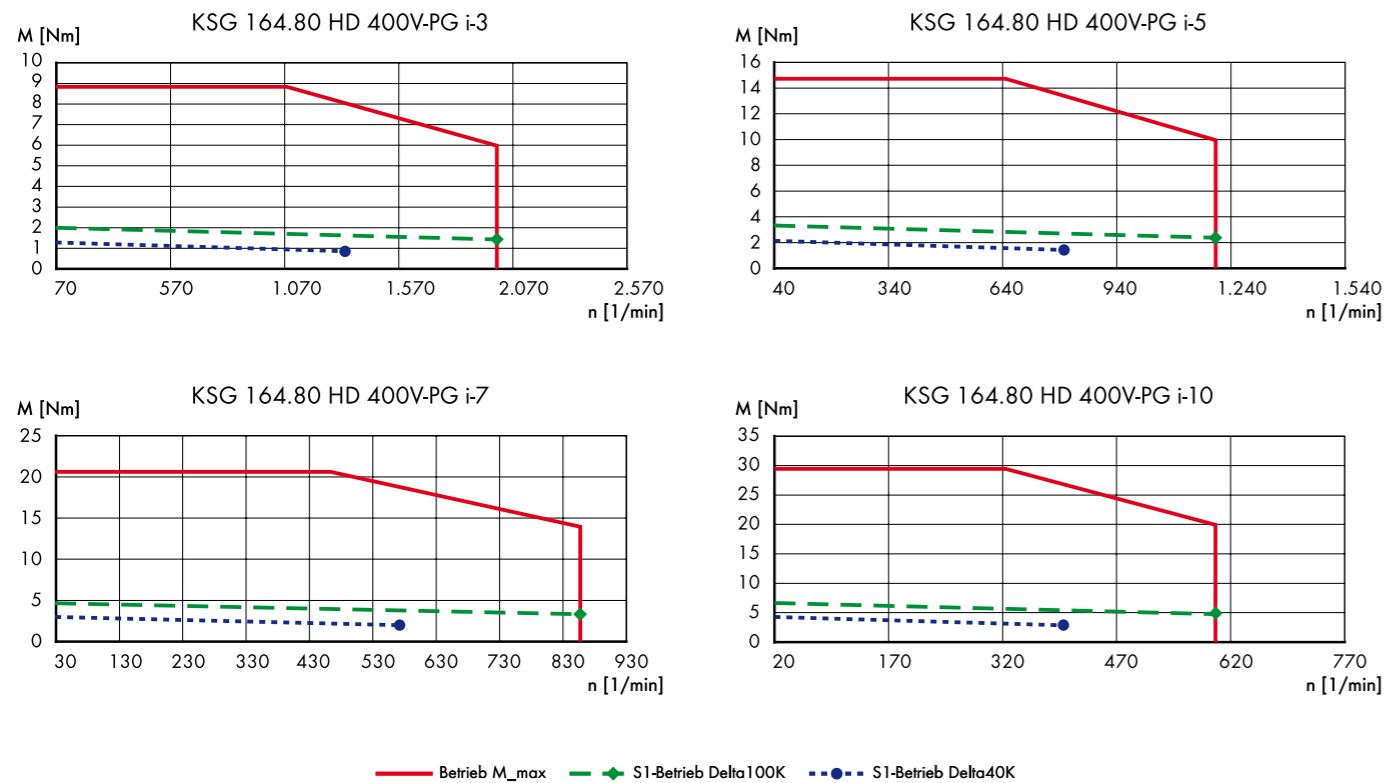 KSG 164.80 HD 400V-PG i-3
M [Nm]
10
9
8
7
6
5
4
3
2
1
0
70 570 1.070 1.570 2.070 2.570
n [1/min]
KSG 164.80 HD 400V-PG i-5
M [Nm]
16
14
12
10
8
6
4
2
0
40 340 640 940 1.240 1.540
n [1/min]
KSG 164.80 HD 400V-PG i-7
M [Nm]
25
20
15
10
5
0
30 130 230 330 430 530 630 730 830 930
n [1/min]
KSG 164.80 HD 400V-PG i-10
M [Nm]
35
30
25
20
15
10
5
0
20 170 320 470 620 770
n [1/min]
Betrieb M_max S1-Betrieb Delta100K S1-Betrieb Delta40K